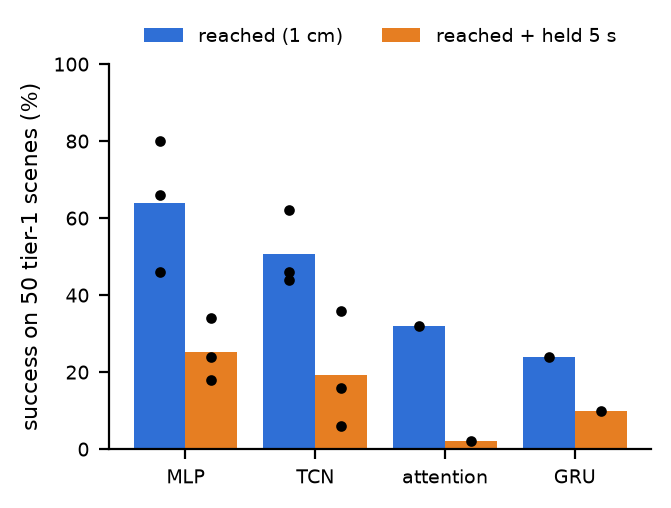 reached (1 cm)
reached + held 5 s
success on 50 tier-1 scenes (%)
100
80
60
40
20
0
MLP
TCN
attention
GRU